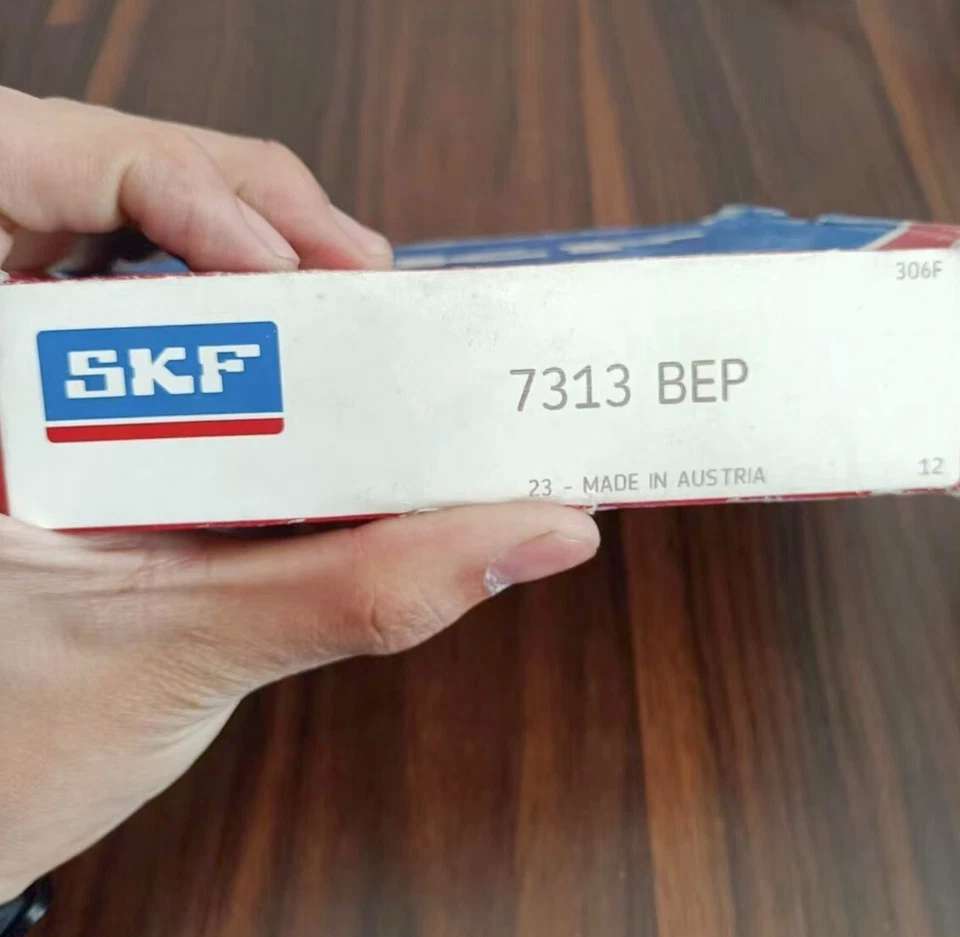 306F
SKF
7313 BEP
23 - MADE IN AUSTRIA
12